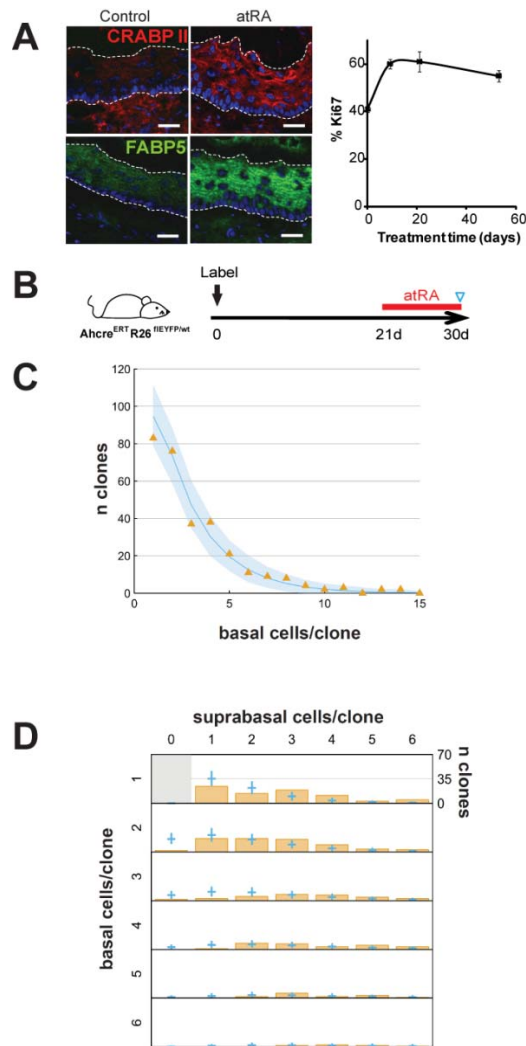 A
Control
atRA
CRABP II
FABP5
% Ki67
60
40
20
0
0 20 40 60
Treatment time (days)
B
Label
atRA
0
21d
30d
Ahcre^ERT R26^flEYFP/wt
C
n clones
120
100
80
60
40
20
0
0 5 10 15
basal cells/clone
D
suprabasal cells/clone
0 1 2 3 4 5 6
basal cells/clone
1
2
3
4
5
6
70
35
0
n clones